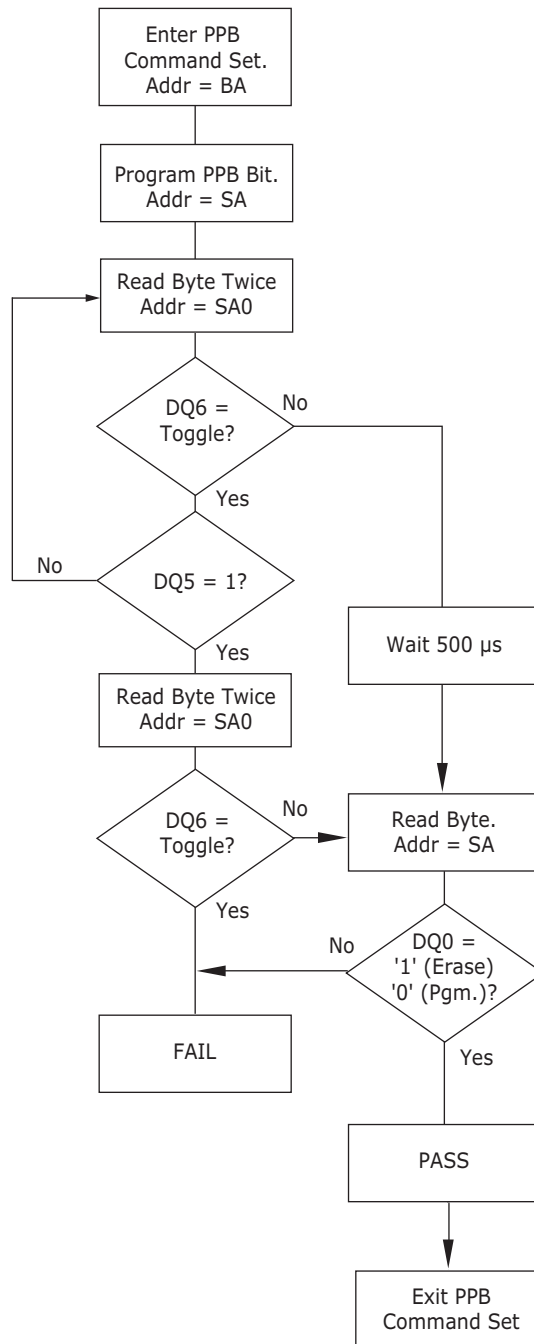 Enter PPB
Command Set.
Addr = BA
Program PPB Bit.
Addr = SA
Read Byte Twice
Addr = SA0
DQ6 =
Toggle?
No
Yes
No
DQ5 = 1?
Yes
Wait 500 µs
Read Byte Twice
Addr = SA0
DQ6 =
Toggle?
No
Yes
Read Byte.
Addr = SA
DQ0 =
'1' (Erase)
'0' (Pgm.)?
No
Yes
FAIL
PASS
Exit PPB
Command Set